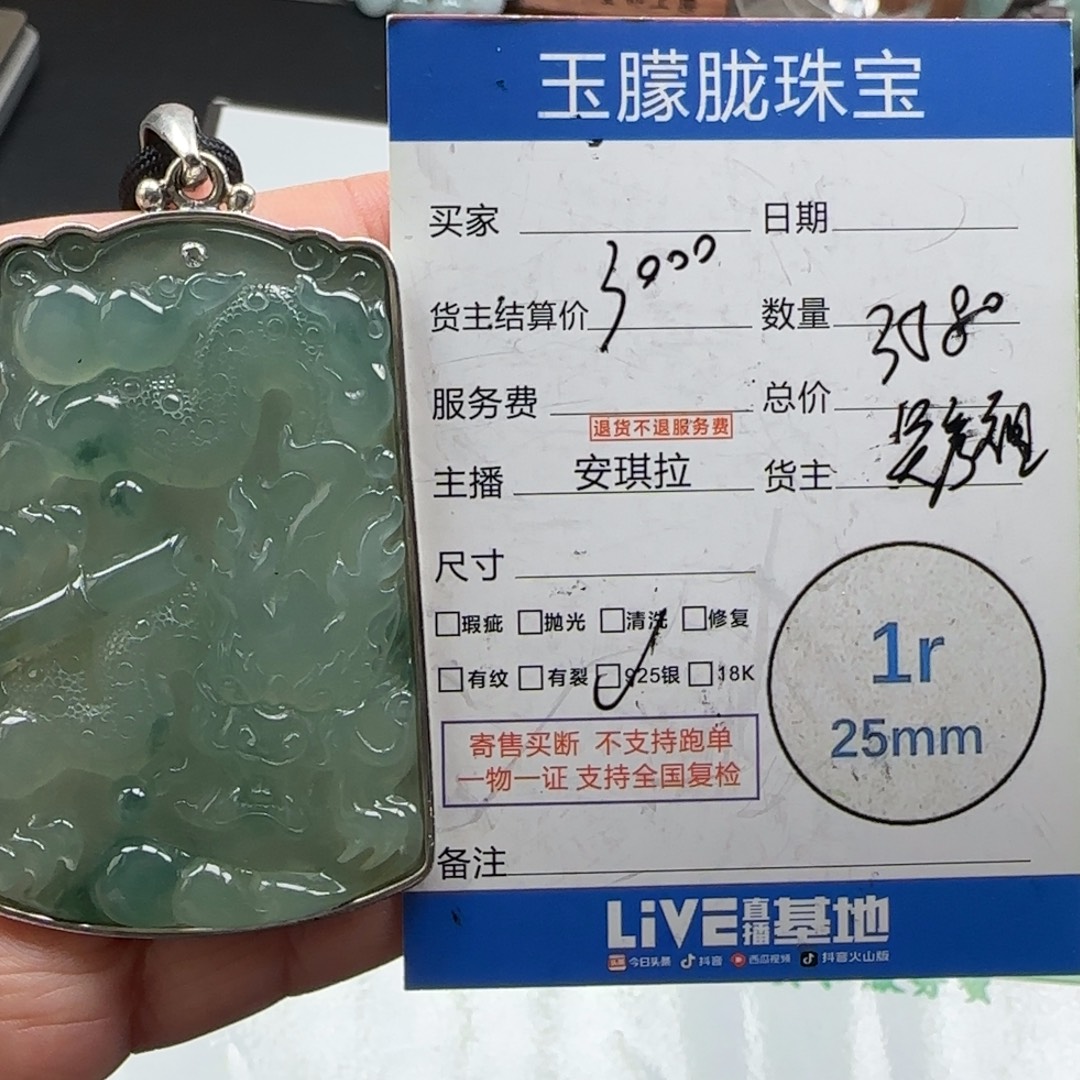 玉朦胧珠宝
买家 日期
货主结算价 3000 数量 3580
服务费 总价
退货不退服务费
主播 安琪拉 货主 吴彦祖
尺寸
瑕疵 抛光 清洗 修复
有纹 有裂 925银 18K
1r
25mm
寄售买断 不支持跑单
一物一证 支持全国复检
备注
LiVE直播基地
今日头条 抖音 西瓜视频 抖音火山版